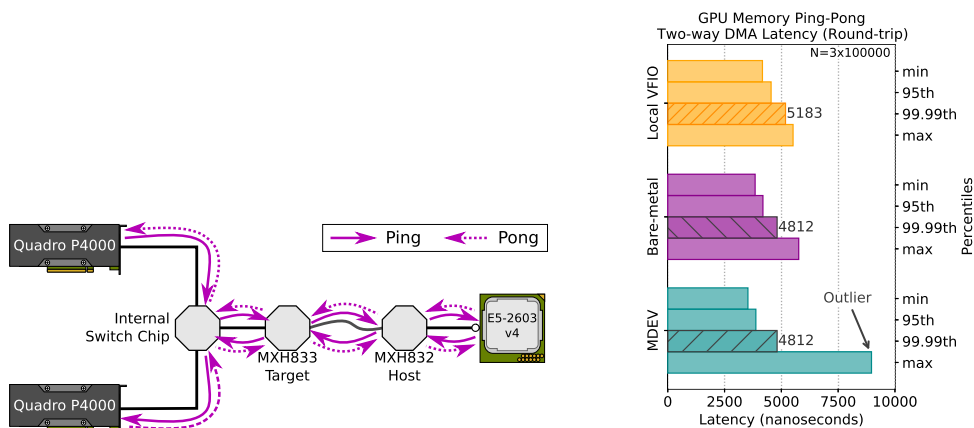 Quadro P4000
Ping
Pong
Internal
Switch Chip
E5-2603
v4
MXH833
Target
MXH832
Host
Quadro P4000
GPU Memory Ping-Pong
Two-way DMA Latency (Round-trip)
N=3x100000
Local VFIO
min
95th
5183
99.99th
max
Bare-metal
min
95th
4812
99.99th
max
Percentiles
MDEV
Outlier
min
95th
4812
99.99th
max
0
2500
5000
7500
10000
Latency (nanoseconds)